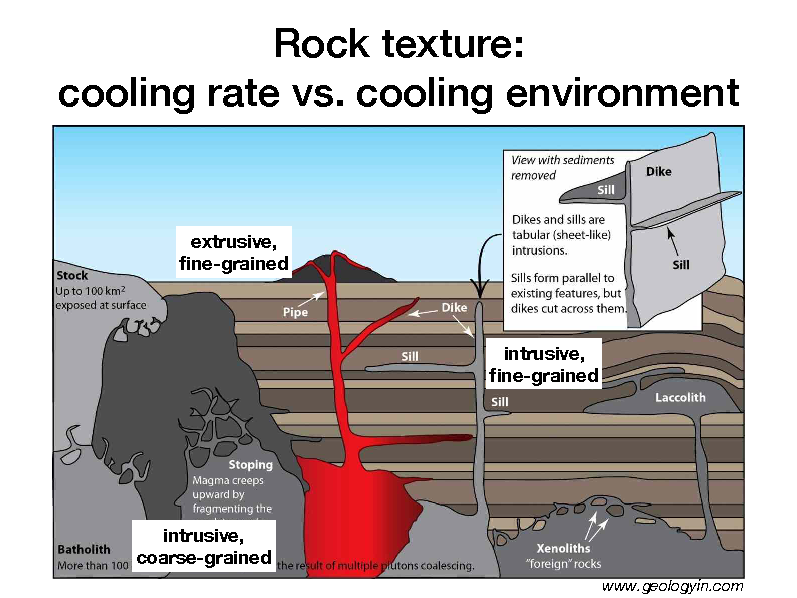 Rock texture:
cooling rate vs. cooling environment
View with sediments
removed
Dike
Sill
Dikes and sills are
tabular (sheet-like)
intrusions.
Sill
Sills form parallel to
existing features, but
dikes cut across them.
extrusive,
fine-grained
Stock
Up to 100 km²
exposed at surface
Pipe
Dike
Sill
intrusive,
fine-grained
Sill
Laccolith
Stoping
Magma creeps
upward by
fragmenting the
intrusive,
coarse-grained
Batholith
More than 100
the result of multiple plutons coalescing.
Xenoliths
"foreign" rocks
www.geologyin.com